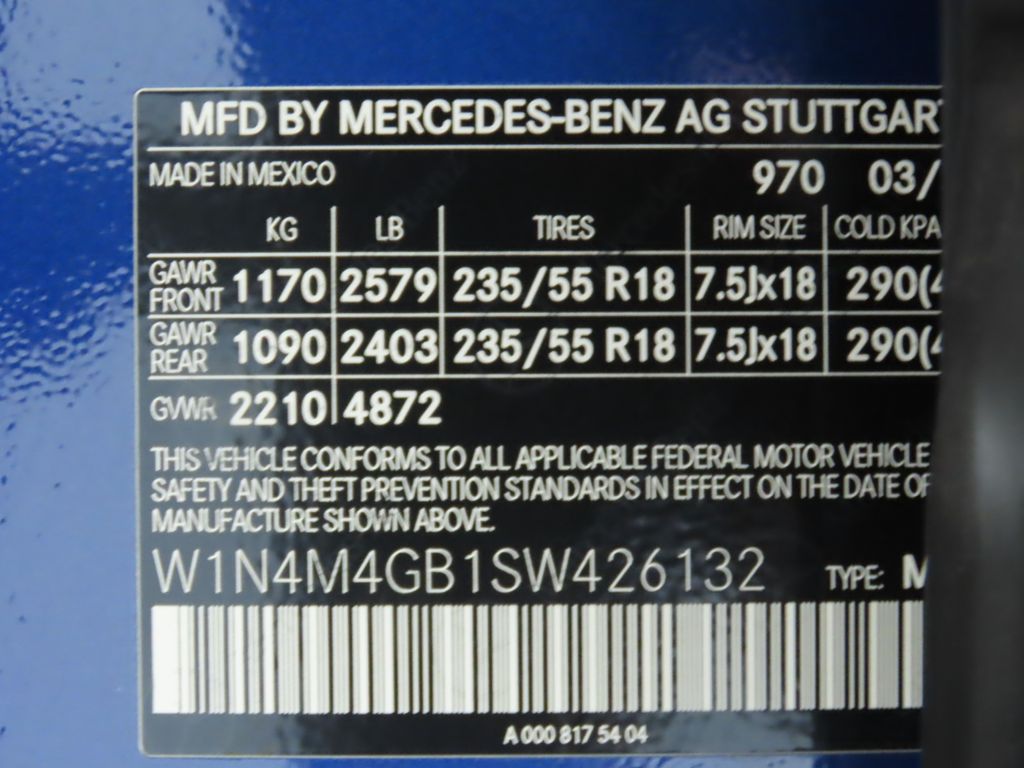 MFD BY MERCEDES-BENZ AG STUTTGAR
MADE IN MEXICO 970 03/
KG LB TIRES RIM SIZE COLD KPA
GAWR FRONT 1170 2579 235/55 R18 7.5Jx18 290(4
GAWR REAR 1090 2403 235/55 R18 7.5Jx18 290(4
GVWR 2210 4872
THIS VEHICLE CONFORMS TO ALL APPLICABLE FEDERAL MOTOR VEHICLE
SAFETY AND THEFT PREVENTION STANDARDS IN EFFECT ON THE DATE OF
MANUFACTURE SHOWN ABOVE.
W1N4M4GB1SW426132 TYPE: M
A 000 817 54 04